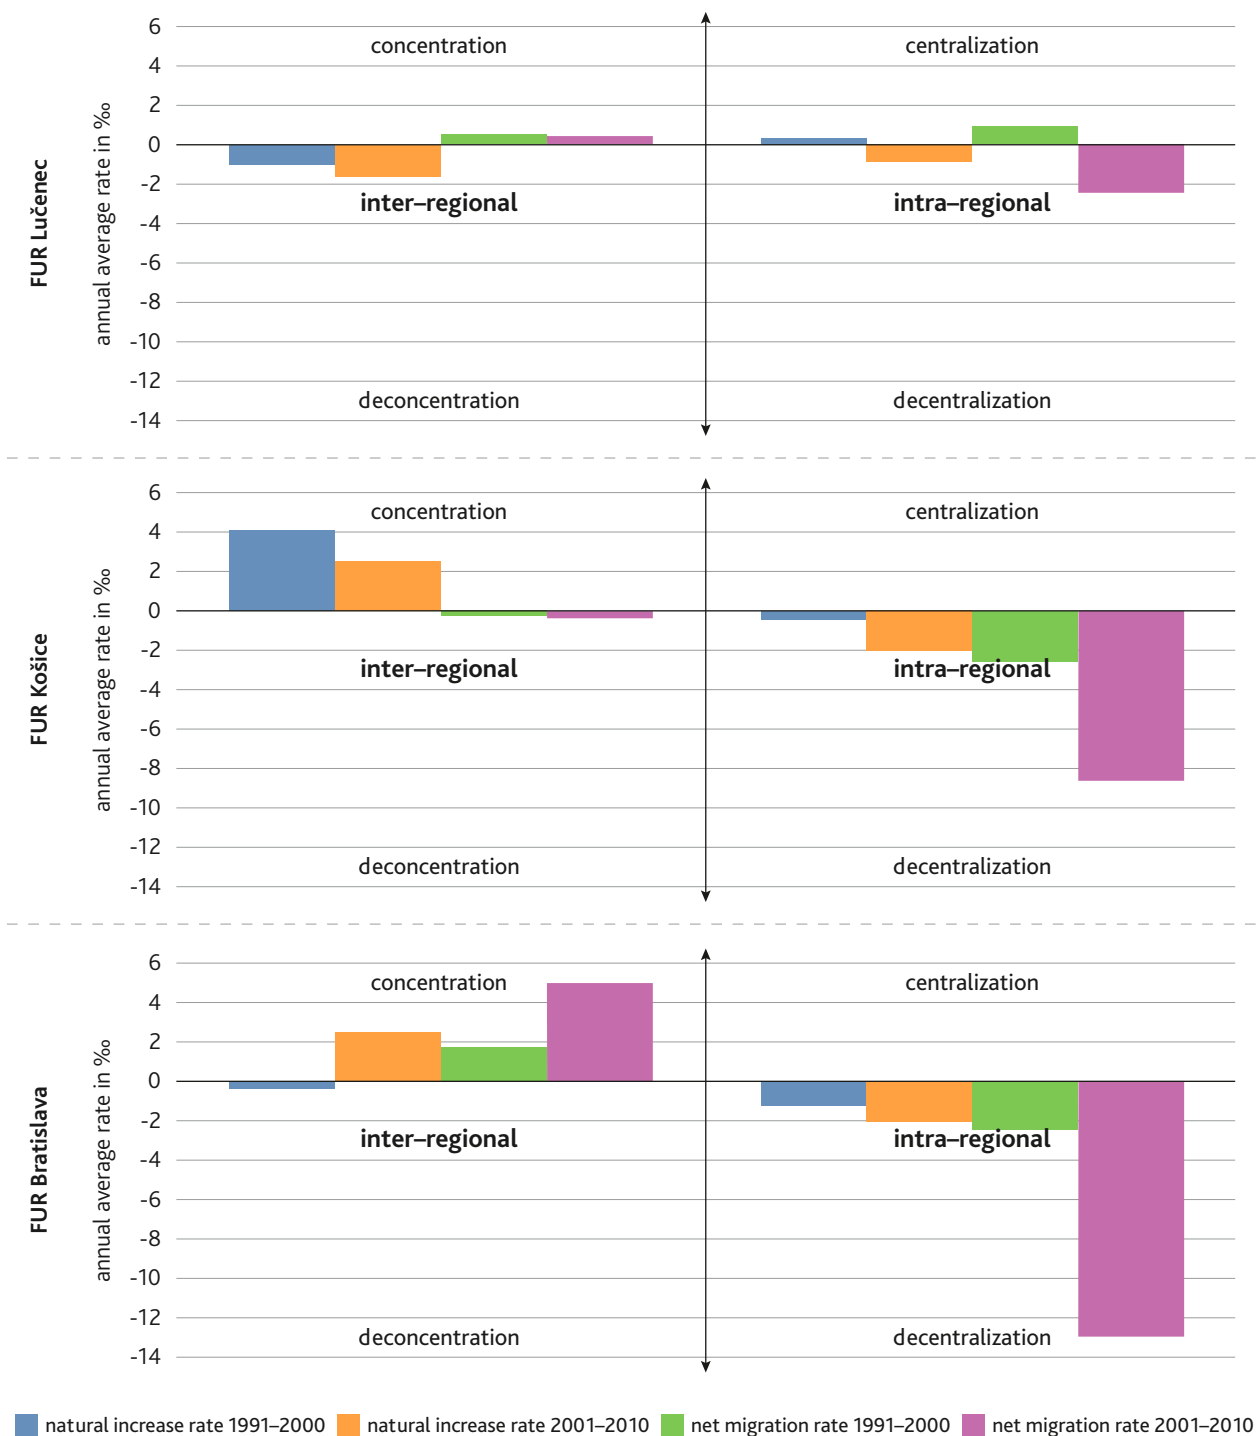 6
concentration
centralization
4
2
0
-2
inter–regional
intra–regional
-4
-6
-8
-10
-12
deconcentration
decentralization
-14
annual average rate in ‰
FUR Lučenec
6
concentration
centralization
4
2
0
-2
inter–regional
intra–regional
-4
-6
-8
-10
-12
deconcentration
decentralization
-14
annual average rate in ‰
FUR Košice
6
concentration
centralization
4
2
0
-2
inter–regional
intra–regional
-4
-6
-8
-10
-12
deconcentration
decentralization
-14
annual average rate in ‰
FUR Bratislava
natural increase rate 1991–2000
natural increase rate 2001–2010
net migration rate 1991–2000
net migration rate 2001–2010